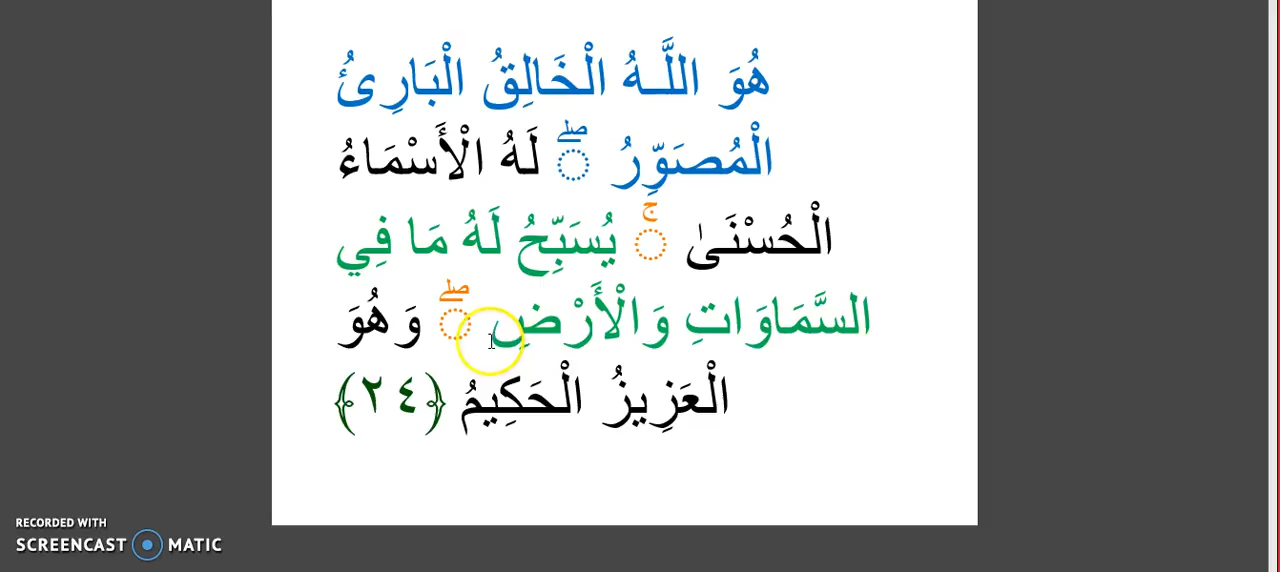 هُوَ اللَّـهُ الْخَالِقُ الْبَارِئُ
الْمُصَوِّرُ ۖ لَهُ الْأَسْمَاءُ
الْحُسْنَىٰ ۚ يُسَبِّحُ لَهُ مَا فِي
السَّمَاوَاتِ وَالْأَرْضِ ۖ وَهُوَ
الْعَزِيزُ الْحَكِيمُ ﴿٢٤﴾
RECORDED WITH
SCREENCAST MATIC